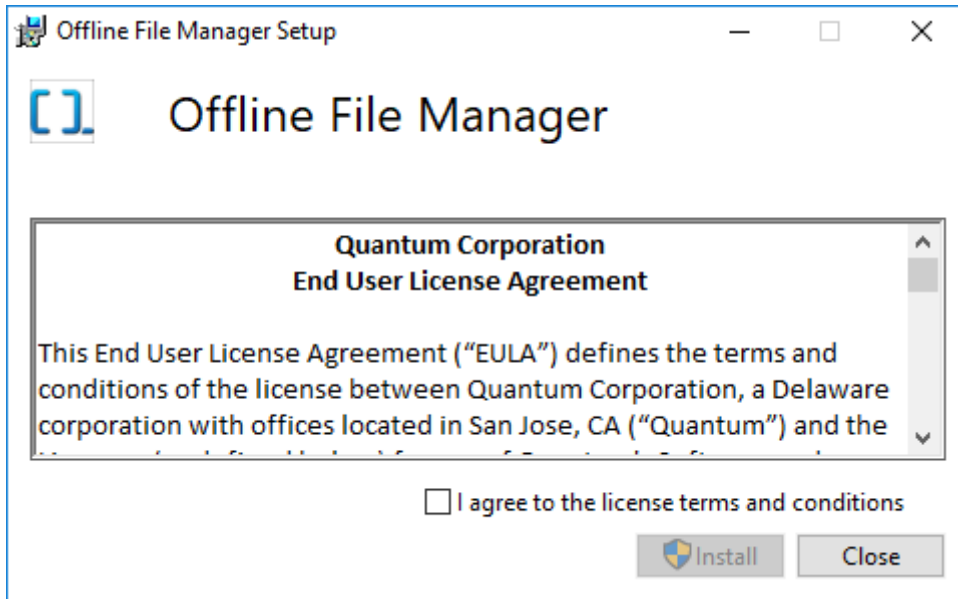 Offline File Manager Setup
Offline File Manager
Quantum Corporation
End User License Agreement
This End User License Agreement (“EULA”) defines the terms and
conditions of the license between Quantum Corporation, a Delaware
corporation with offices located in San Jose, CA (“Quantum”) and the
I agree to the license terms and conditions
Install
Close